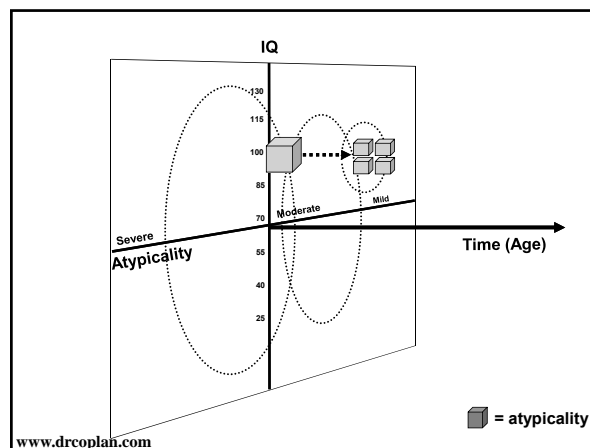 IQ
130
115
100
85
Mild
Moderate
70
Severe
Time (Age)
55
Atypicality
40
25
= atypicality
www.drcoplan.com